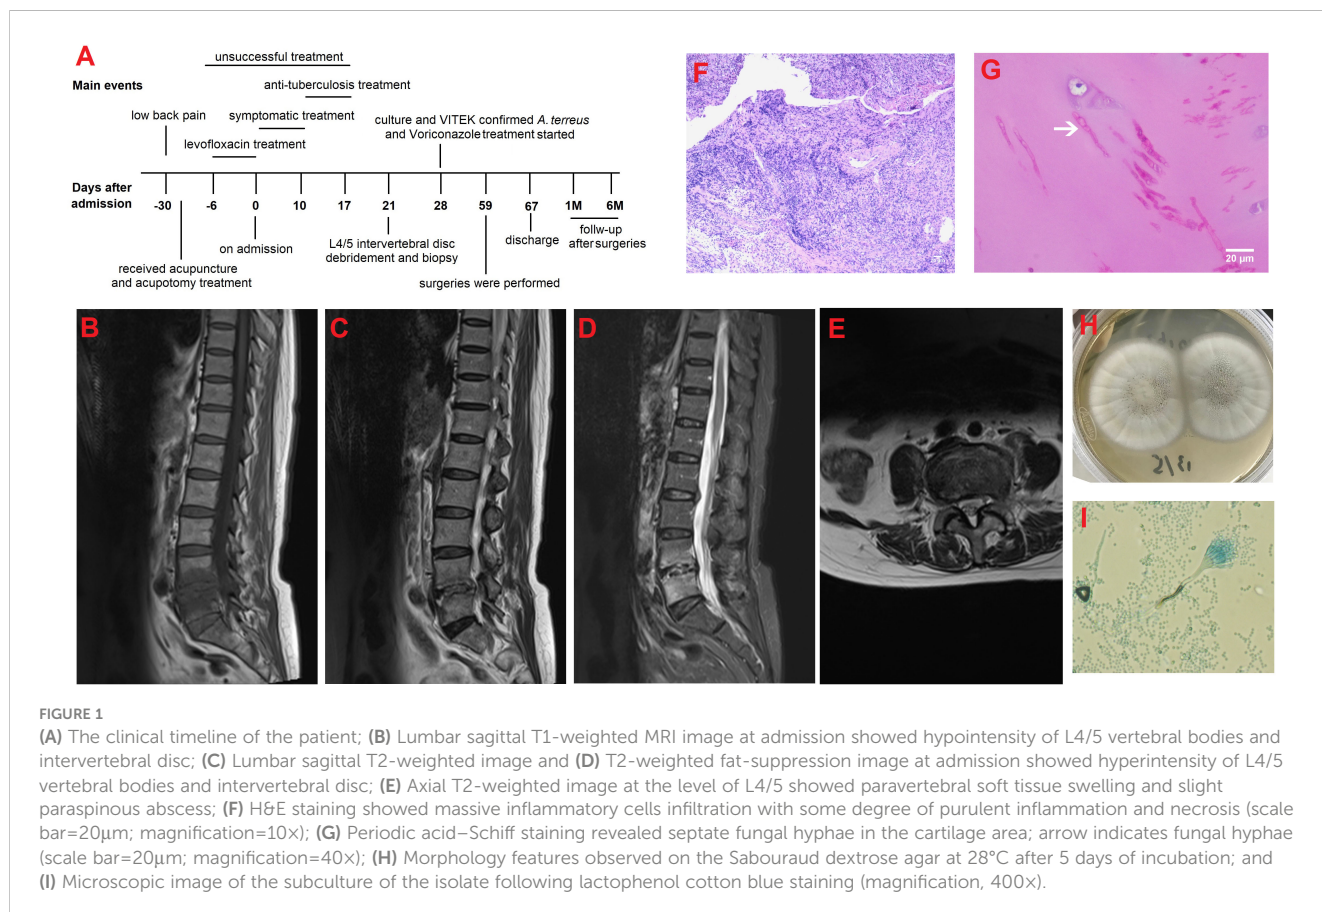 A
unsuccessful treatment
Main events
anti-tuberculosis treatment
low back pain
symptomatic treatment
culture and VITEK confirmed A. terreus
and Voriconazole treatment started
levofloxacin treatment
Days after
admission
-30 -6 0 10 17 21 28 59 67 1M 6M
on admission
L4/5 intervertebral disc
debridement and biopsy
discharge
follw-up
after surgeries
received acupuncture
and acupotomy treatment
surgeries were performed
F
G
20 μm
B
C
D
E
H
I
FIGURE 1
(A) The clinical timeline of the patient; (B) Lumbar sagittal T1-weighted MRI image at admission showed hypointensity of L4/5 vertebral bodies and
intervertebral disc; (C) Lumbar sagittal T2-weighted image and (D) T2-weighted fat-suppression image at admission showed hyperintensity of L4/5
vertebral bodies and intervertebral disc; (E) Axial T2-weighted image at the level of L4/5 showed paravertebral soft tissue swelling and slight
paraspinous abscess; (F) H&E staining showed massive inflammatory cells infiltration with some degree of purulent inflammation and necrosis (scale
bar=20μm; magnification=10×); (G) Periodic acid–Schiff staining revealed septate fungal hyphae in the cartilage area; arrow indicates fungal hyphae
(scale bar=20μm; magnification=40×); (H) Morphology features observed on the Sabouraud dextrose agar at 28°C after 5 days of incubation; and
(I) Microscopic image of the subculture of the isolate following lactophenol cotton blue staining (magnification, 400×).